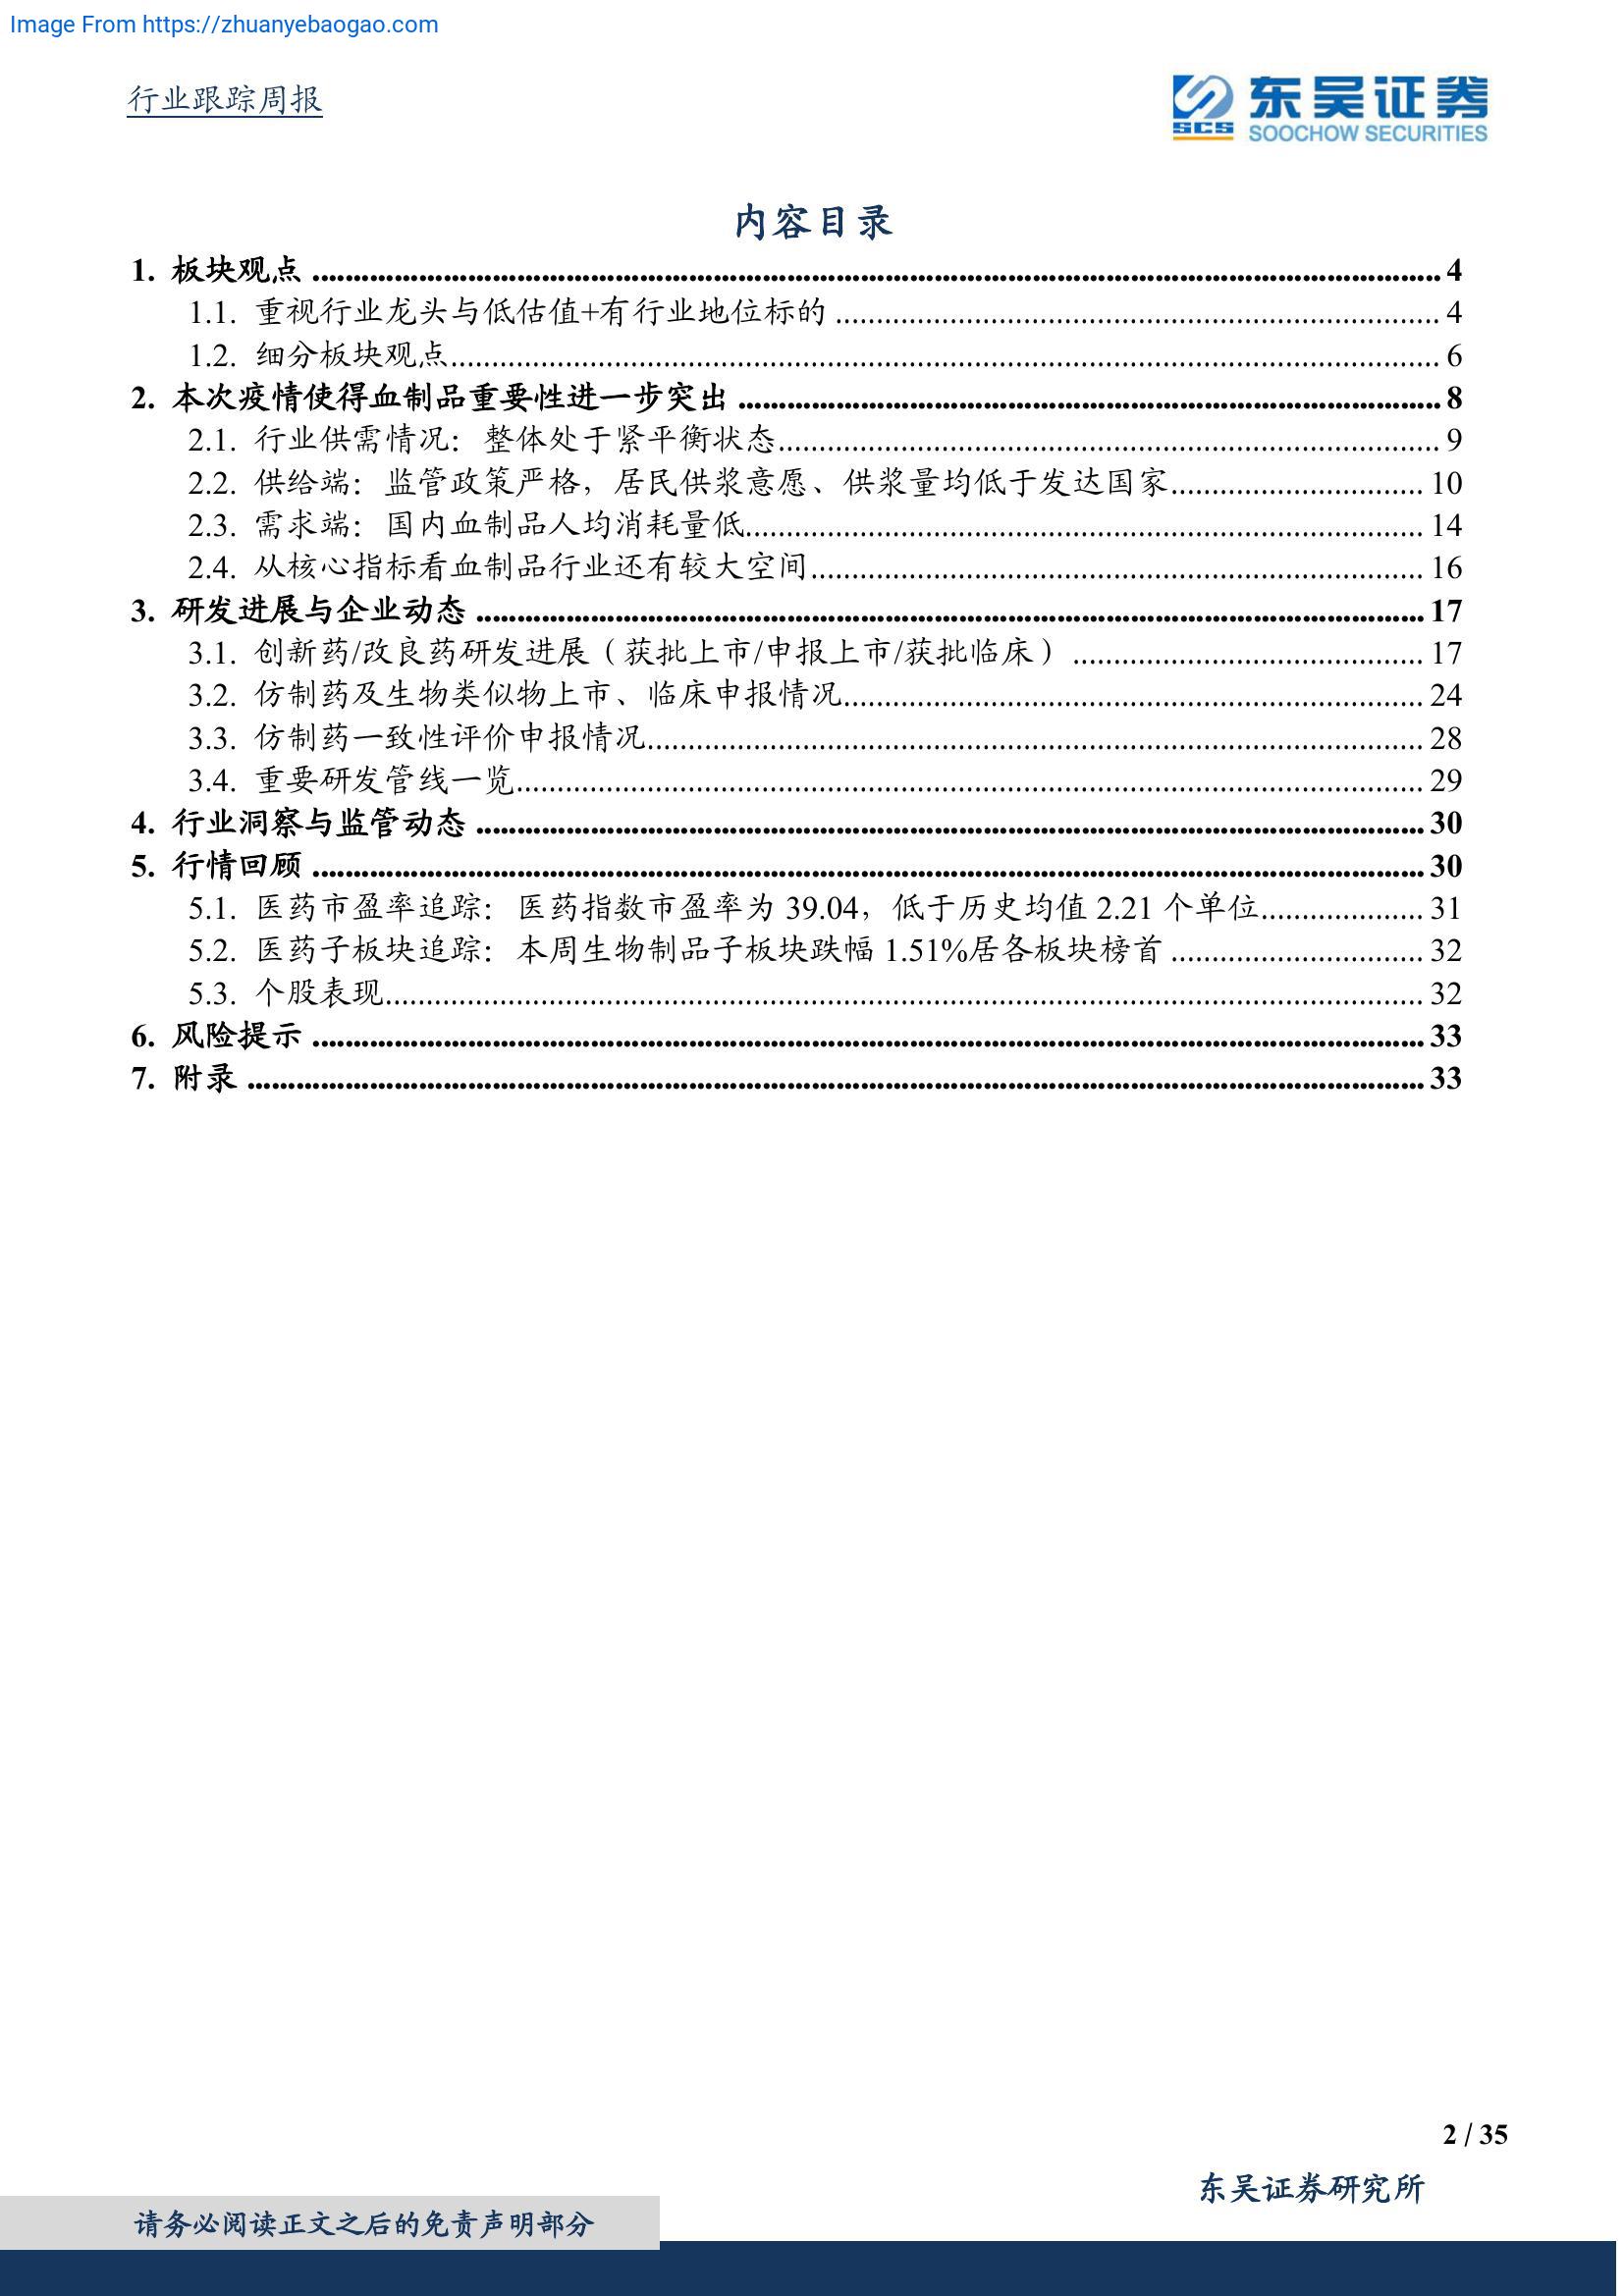 Image From https://zhuanyebaogao.com
行业跟踪周报
东吴证券
SCS
SOOCHOW SECURITIES
内容目录
1. 板块观点 ........ 4
1.1. 重视行业龙头与低估值+有行业地位标的 ........ 4
1.2. 细分板块观点........ 6
2. 本次疫情使得血制品重要性进一步突出 ........ 8
2.1. 行业供需情况：整体处于紧平衡状态........ 9
2.2. 供给端：监管政策严格，居民供浆意愿、供浆量均低于发达国家........ 10
2.3. 需求端：国内血制品人均消耗量低........ 14
2.4. 从核心指标看血制品行业还有较大空间........ 16
3. 研发进展与企业动态 ........ 17
3.1. 创新药/改良药研发进展（获批上市/申报上市/获批临床） ........ 17
3.2. 仿制药及生物类似物上市、临床申报情况........ 24
3.3. 仿制药一致性评价申报情况........ 28
3.4. 重要研发管线一览........ 29
4. 行业洞察与监管动态 ........ 30
5. 行情回顾 ........ 30
5.1. 医药市盈率追踪：医药指数市盈率为 39.04，低于历史均值 2.21 个单位........ 31
5.2. 医药子板块追踪：本周生物制品子板块跌幅 1.51%居各板块榜首 ........ 32
5.3. 个股表现........ 32
6. 风险提示 ........ 33
7. 附录 ........ 33
2 / 35
东吴证券研究所
请务必阅读正文之后的免责声明部分